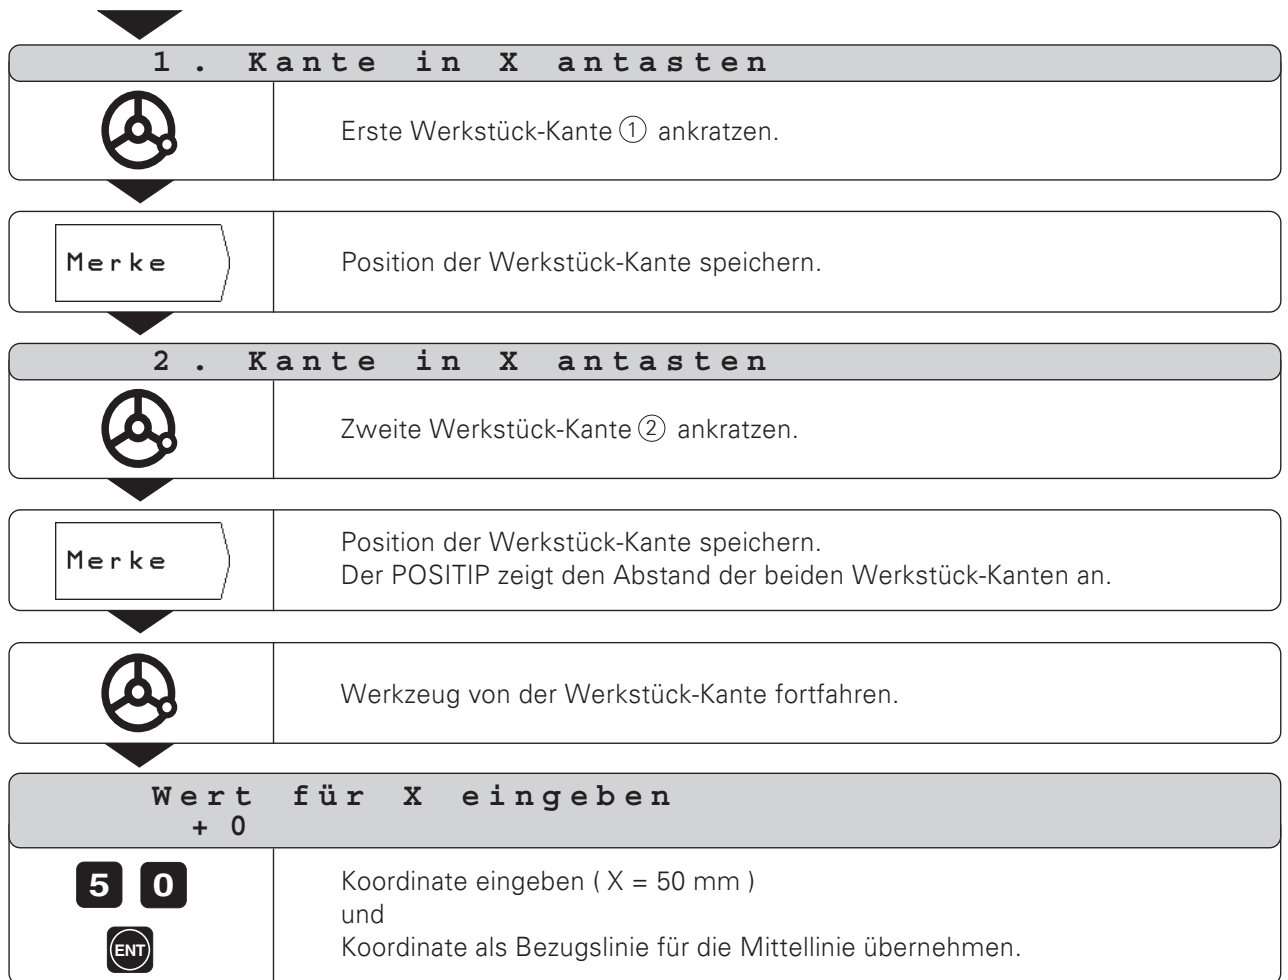 1. Kante in X antasten
Erste Werkstück-Kante ① ankratzen.
Merke
Position der Werkstück-Kante speichern.
2. Kante in X antasten
Zweite Werkstück-Kante ② ankratzen.
Merke
Position der Werkstück-Kante speichern.
Der POSITIP zeigt den Abstand der beiden Werkstück-Kanten an.
Werkzeug von der Werkstück-Kante fortfahren.
Wert für X eingeben
+ 0
5 0
Koordinate eingeben ( X = 50 mm )
und
ENT
Koordinate als Bezugslinie für die Mittellinie übernehmen.